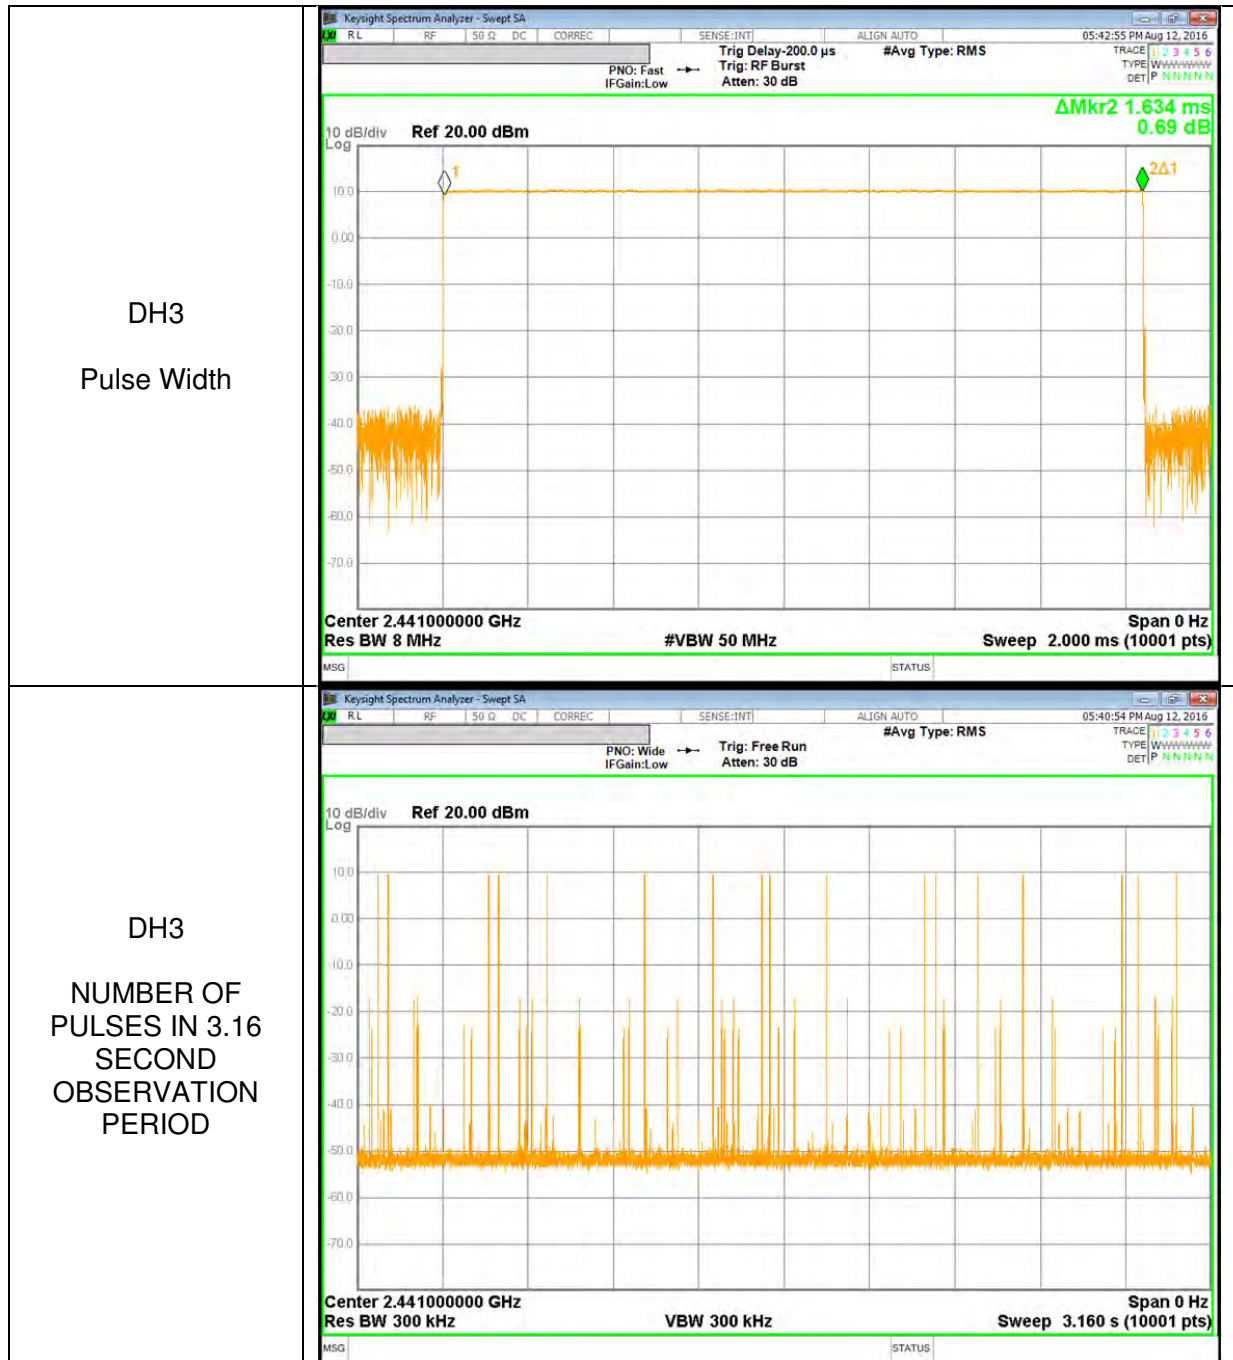 DH3
Pulse Width
Keysight Spectrum Analyzer - Swept SA
LXI RL RF 50 Ω DC CORREC SENSE:INT ALIGN AUTO 05:42:55 PM Aug 12, 2016
Trig Delay-200.0 µs #Avg Type: RMS TRACE 1 2 3 4 5 6
PNO: Fast Trig: RF Burst TYPE WWWWWW
IFGain:Low Atten: 30 dB DET P N N N N N
ΔMkr2 1.634 ms
0.69 dB
10 dB/div Ref 20.00 dBm
Log
1
2Δ1
10.0
0.00
-10.0
-20.0
-30.0
-40.0
-50.0
-60.0
-70.0
Center 2.441000000 GHz Span 0 Hz
Res BW 8 MHz #VBW 50 MHz Sweep 2.000 ms (10001 pts)
MSG STATUS
DH3
NUMBER OF
PULSES IN 3.16
SECOND
OBSERVATION
PERIOD
Keysight Spectrum Analyzer - Swept SA
LXI RL RF 50 Ω DC CORREC SENSE:INT ALIGN AUTO 05:40:54 PM Aug 12, 2016
#Avg Type: RMS TRACE 1 2 3 4 5 6
PNO: Wide Trig: Free Run TYPE WWWWWW
IFGain:Low Atten: 30 dB DET P N N N N N
10 dB/div Ref 20.00 dBm
Log
10.0
0.00
-10.0
-20.0
-30.0
-40.0
-50.0
-60.0
-70.0
Center 2.441000000 GHz Span 0 Hz
Res BW 300 kHz VBW 300 kHz Sweep 3.160 s (10001 pts)
MSG STATUS